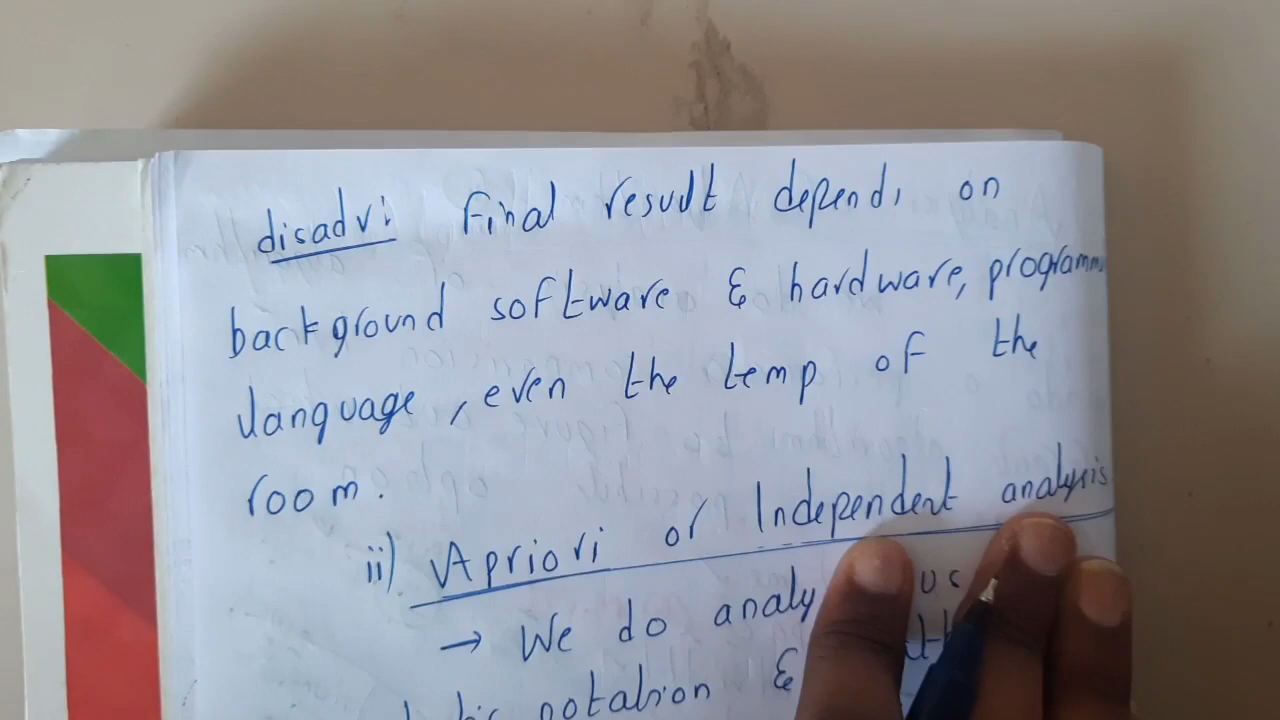 disadv: Final result depends on
background software & hardware, programm
language, even the temp of the
room.
ii) Apriori or Independent analysis
→ We do analy
notation &